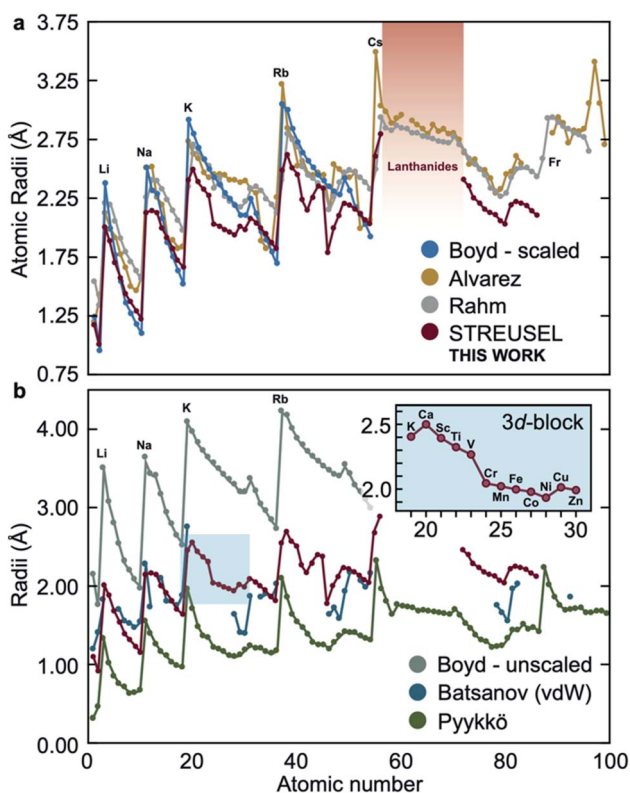 a
3.75
3.25
2.75
2.25
1.75
1.25
0.75
Atomic Radii (Å)
Li
Na
K
Rb
Cs
Fr
Lanthanides
Boyd - scaled
Alvarez
Rahm
STREUSEL
THIS WORK
b
4.00
3.00
2.00
1.00
0.00
Radii (Å)
Li
Na
K
Rb
3d-block
2.5
2.0
K
Ca
Sc
Ti
V
Cr
Mn
Fe
Co
Ni
Cu
Zn
20
25
30
Boyd - unscaled
Batsanov (vdW)
Pyykkö
0
20
40
60
80
100
Atomic number